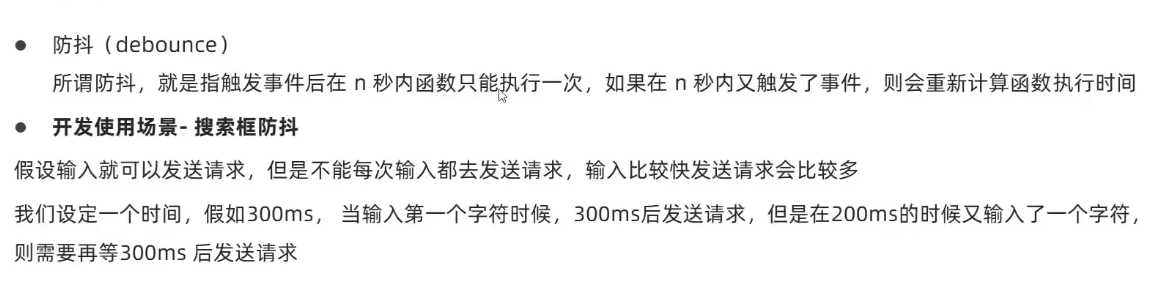 ● 防抖（debounce）
所谓防抖，就是指触发事件后在 n 秒内函数只能执行一次，如果在 n 秒内又触发了事件，则会重新计算函数执行时间
● 开发使用场景- 搜索框防抖
假设输入就可以发送请求，但是不能每次输入都去发送请求，输入比较快发送请求会比较多
我们设定一个时间，假如300ms， 当输入第一个字符时候，300ms后发送请求，但是在200ms的时候又输入了一个字符，
则需要再等300ms 后发送请求